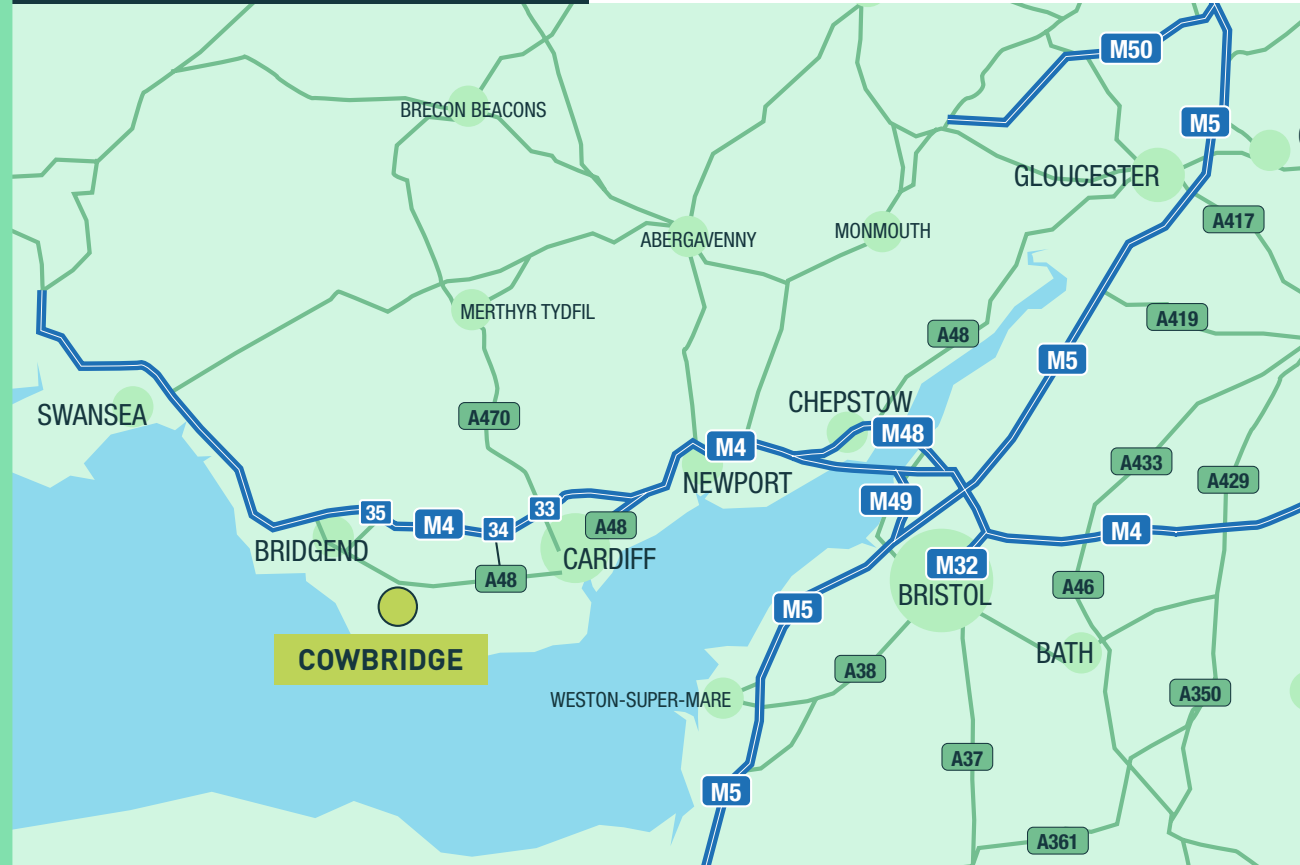 M50
BRECON BEACONS
M5
GLOUCESTER
A417
MONMOUTH
ABERGAVENNY
MERTHYR TYDFIL
A419
A48
M5
CHEPSTOW
SWANSEA
A470
M48
M4
A433
NEWPORT
A429
M49
35
33
M4
34
A48
M4
BRIDGEND
CARDIFF
M32
A48
A46
BRISTOL
M5
BATH
COWBRIDGE
A38
WESTON-SUPER-MARE
A350
A37
M5
A361